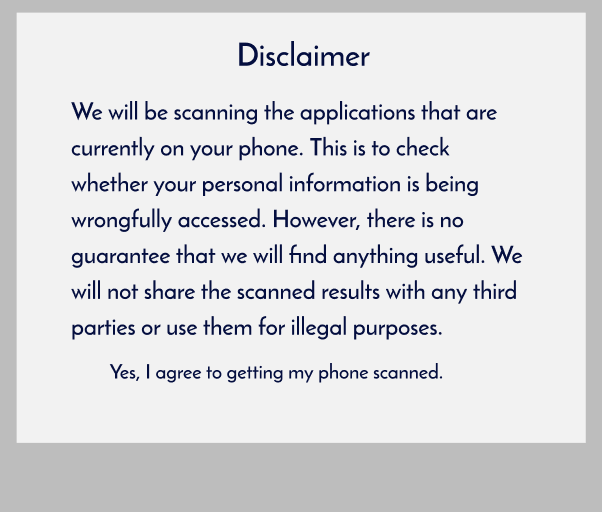 Disclaimer
We will be scanning the applications that are
currently on your phone. This is to check
whether your personal information is being
wrongfully accessed. However, there is no
guarantee that we will find anything useful. We
will not share the scanned results with any third
parties or use them for illegal purposes.
Yes, I agree to getting my phone scanned.